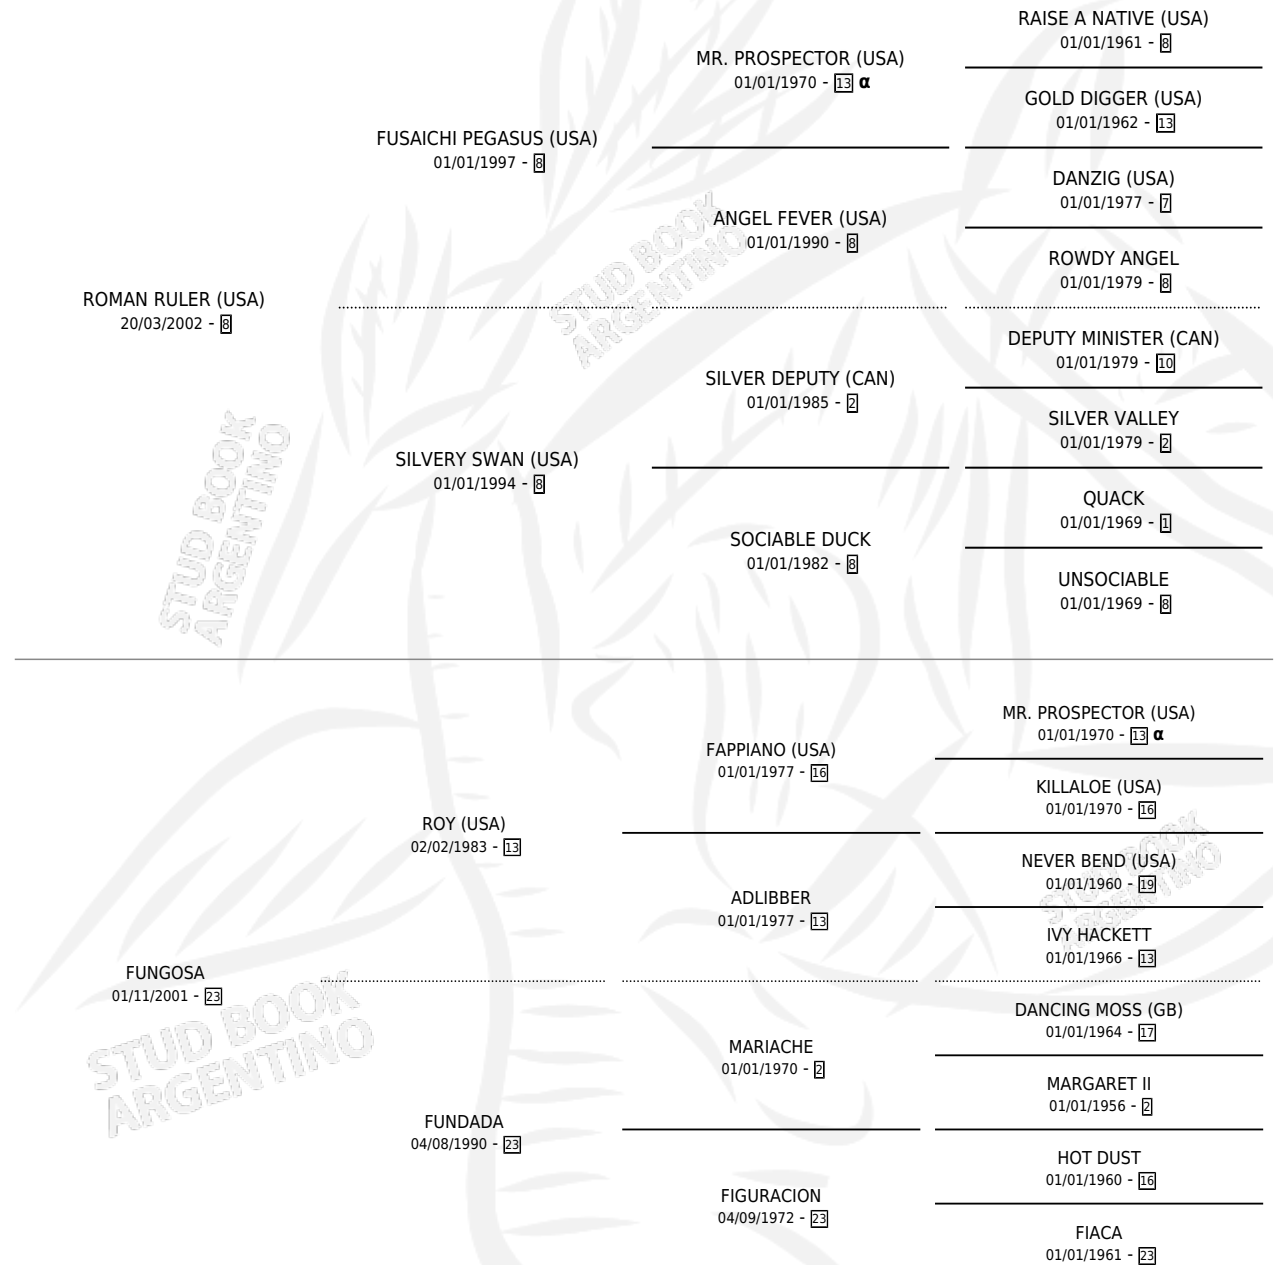 RAISE A NATIVE (USA)
01/01/1961 - 8
MR. PROSPECTOR (USA)
01/01/1970 - 13 α
GOLD DIGGER (USA)
01/01/1962 - 13
FUSAICHI PEGASUS (USA)
01/01/1997 - 8
DANZIG (USA)
01/01/1977 - 7
ANGEL FEVER (USA)
01/01/1990 - 8
ROWDY ANGEL
01/01/1979 - 8
ROMAN RULER (USA)
20/03/2002 - 8
DEPUTY MINISTER (CAN)
01/01/1979 - 10
SILVER DEPUTY (CAN)
01/01/1985 - 2
SILVER VALLEY
01/01/1979 - 2
SILVERY SWAN (USA)
01/01/1994 - 8
QUACK
01/01/1969 - 1
SOCIABLE DUCK
01/01/1982 - 8
UNSOCIABLE
01/01/1969 - 8
MR. PROSPECTOR (USA)
01/01/1970 - 13 α
FAPPIANO (USA)
01/01/1977 - 16
KILLALOE (USA)
01/01/1970 - 16
ROY (USA)
02/02/1983 - 13
NEVER BEND (USA)
01/01/1960 - 19
ADLIBBER
01/01/1977 - 13
IVY HACKETT
01/01/1966 - 13
FUNGOSA
01/11/2001 - 23
DANCING MOSS (GB)
01/01/1964 - 17
MARIACHE
01/01/1970 - 2
MARGARET II
01/01/1956 - 2
FUNDADA
04/08/1990 - 23
HOT DUST
01/01/1960 - 16
FIGURACION
04/09/1972 - 23
FIACA
01/01/1961 - 23
STUD BOOK
ARGENTINO
STUD BOOK
ARGENTINO
STUD BOOK
ARGENTINO
STUD BOOK
ARGENTINO